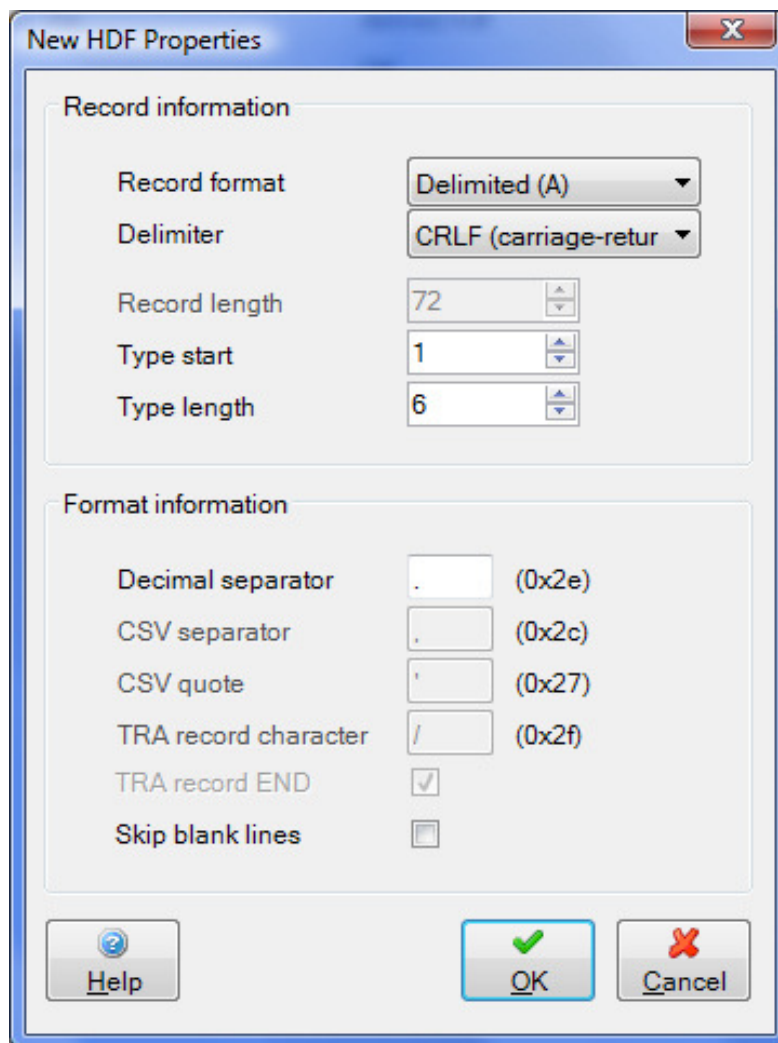 New HDF Properties
Record information
Record format Delimited (A)
Delimiter CRLF (carriage-retur
Record length 72
Type start 1
Type length 6
Format information
Decimal separator . (0x2e)
CSV separator , (0x2c)
CSV quote ' (0x27)
TRA record character / (0x2f)
TRA record END
Skip blank lines
Help OK Cancel